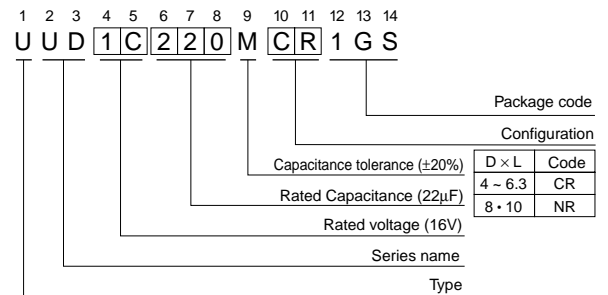 1 2 3 4 5 6 7 8 9 10 11 12 13 14
U U D 1 C 2 2 0 M C R 1 G S
Package code
Configuration
Capacitance tolerance (±20%)
D × L Code
4 ~ 6.3 CR
8 • 10 NR
Rated Capacitance (22μF)
Rated voltage (16V)
Series name
Type